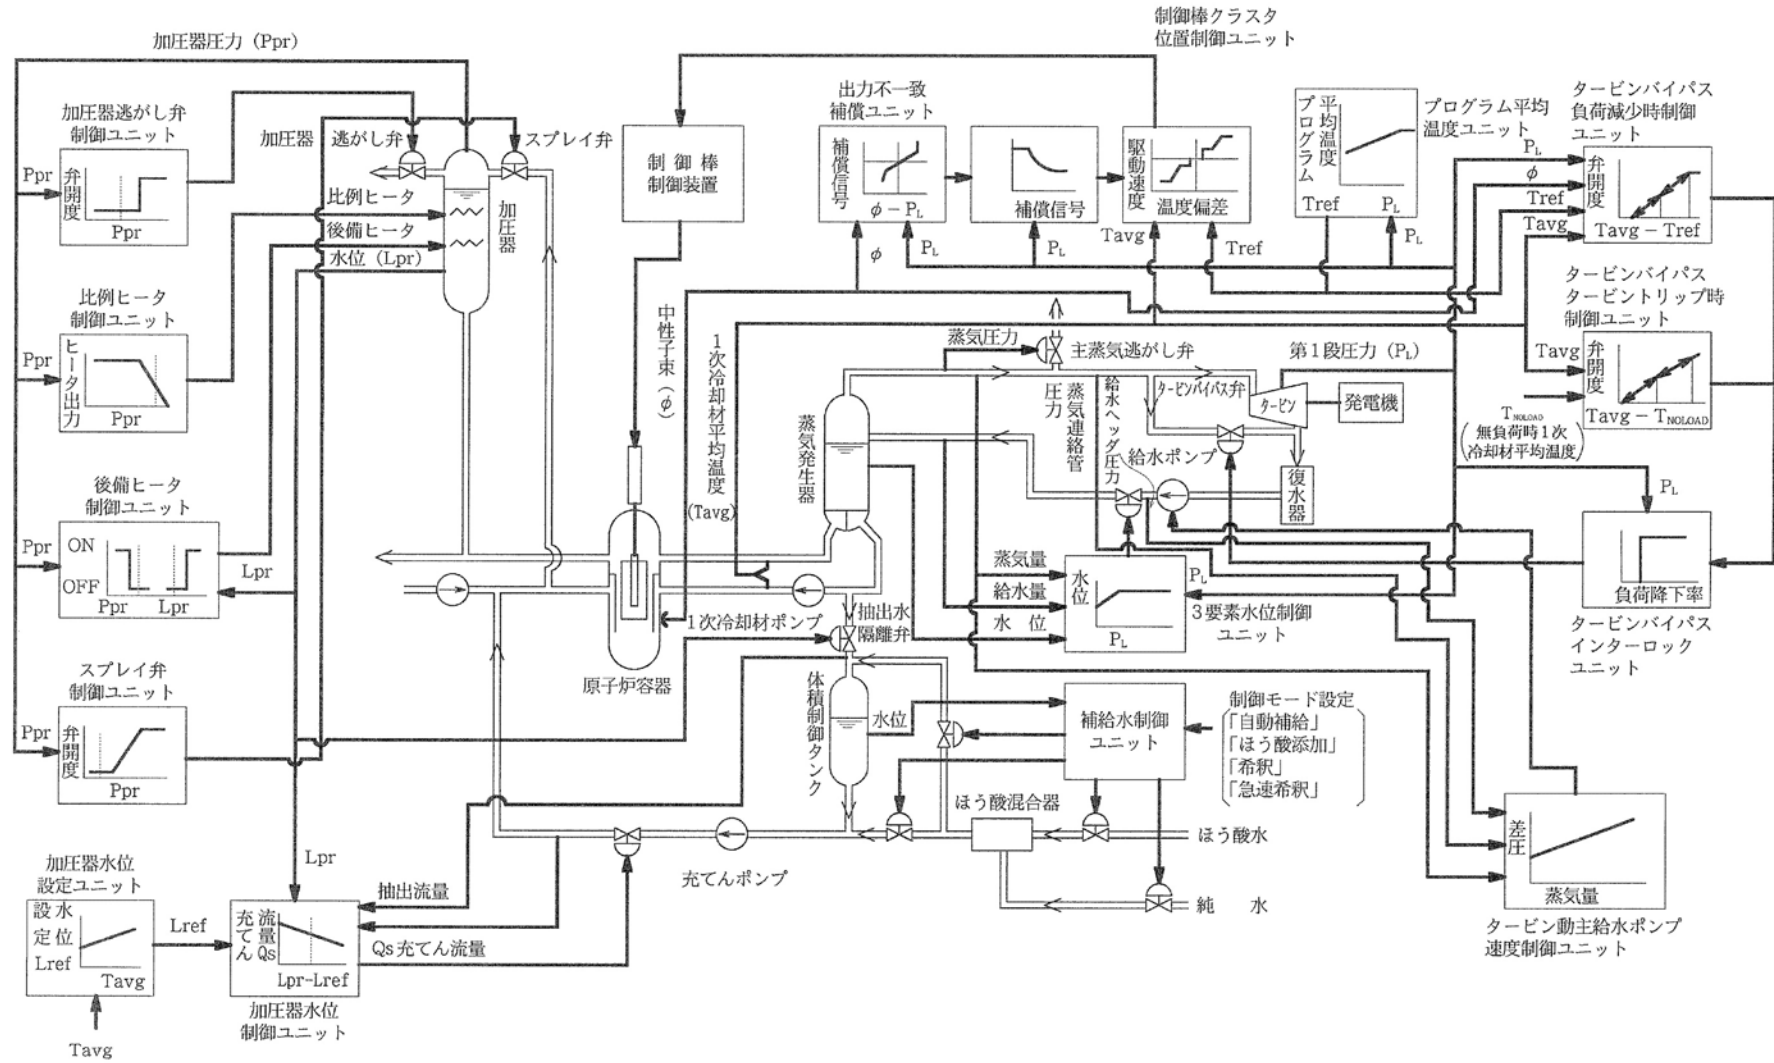 制御棒クラスタ
位置制御ユニット
加圧器圧力（Ppr）
加圧器逃がし弁
制御ユニット
Ppr
弁開度
Ppr
加圧器
逃がし弁
スプレイ弁
比例ヒータ
後備ヒータ
水位（Lpr）
加圧器
制御棒
制御装置
出力不一致
補償ユニット
補償信号
φ－PL
補償信号
駆動速度
温度偏差
φ
PL
PL
Tavg
Tref
プログラム
平均温度
Tref
PL
PL
プログラム平均
温度ユニット
タービンバイパス
負荷減少時制御
ユニット
PL
φ
Tref
Tavg
弁開度
Tavg－Tref
比例ヒータ
制御ユニット
Ppr
ヒータ出力
Ppr
タービンバイパス
タービントリップ時
制御ユニット
Tavg
弁開度
Tavg－TNOLOAD
TNOLOAD
（無負荷時1次
冷却材平均温度）
中性子束（φ）
1次冷却材平均温度
(Tavg)
蒸気圧力
主蒸気逃がし弁
第1段圧力（PL）
蒸気発生器
蒸気連絡管
圧力
給水ヘッダ圧力
タービンバイパス弁
タービン
発電機
給水ポンプ
復水器
後備ヒータ
制御ユニット
Ppr
ON
OFF
Ppr
Lpr
Lpr
PL
負荷降下率
タービンバイパス
インターロック
ユニット
蒸気量
給水量
水位
水位
PL
PL
3要素水位制御
ユニット
1次冷却材ポンプ
抽出水
隔離弁
原子炉容器
スプレイ弁
制御ユニット
Ppr
弁開度
Ppr
体積制御タンク
水位
補給水制御
ユニット
制御モード設定
「自動補給」
「ほう酸添加」
「希釈」
「急速希釈」
ほう酸混合器
ほう酸水
純水
充てんポンプ
差圧
蒸気量
タービン動主給水ポンプ
速度制御ユニット
加圧器水位
設定ユニット
設定
水位
Lref
Tavg
Tavg
Lref
Lpr
抽出流量
Qs充てん流量
充てん
流量
Qs
Lpr-Lref
加圧器水位
制御ユニット